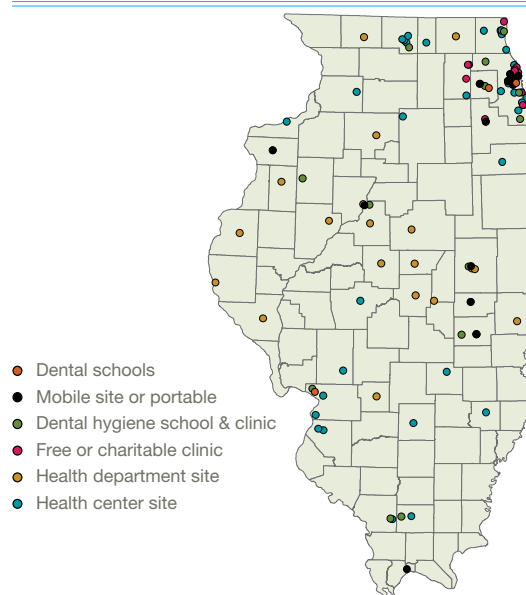 Dental schools
Mobile site or portable
Dental hygiene school & clinic
Free or charitable clinic
Health department site
Health center site